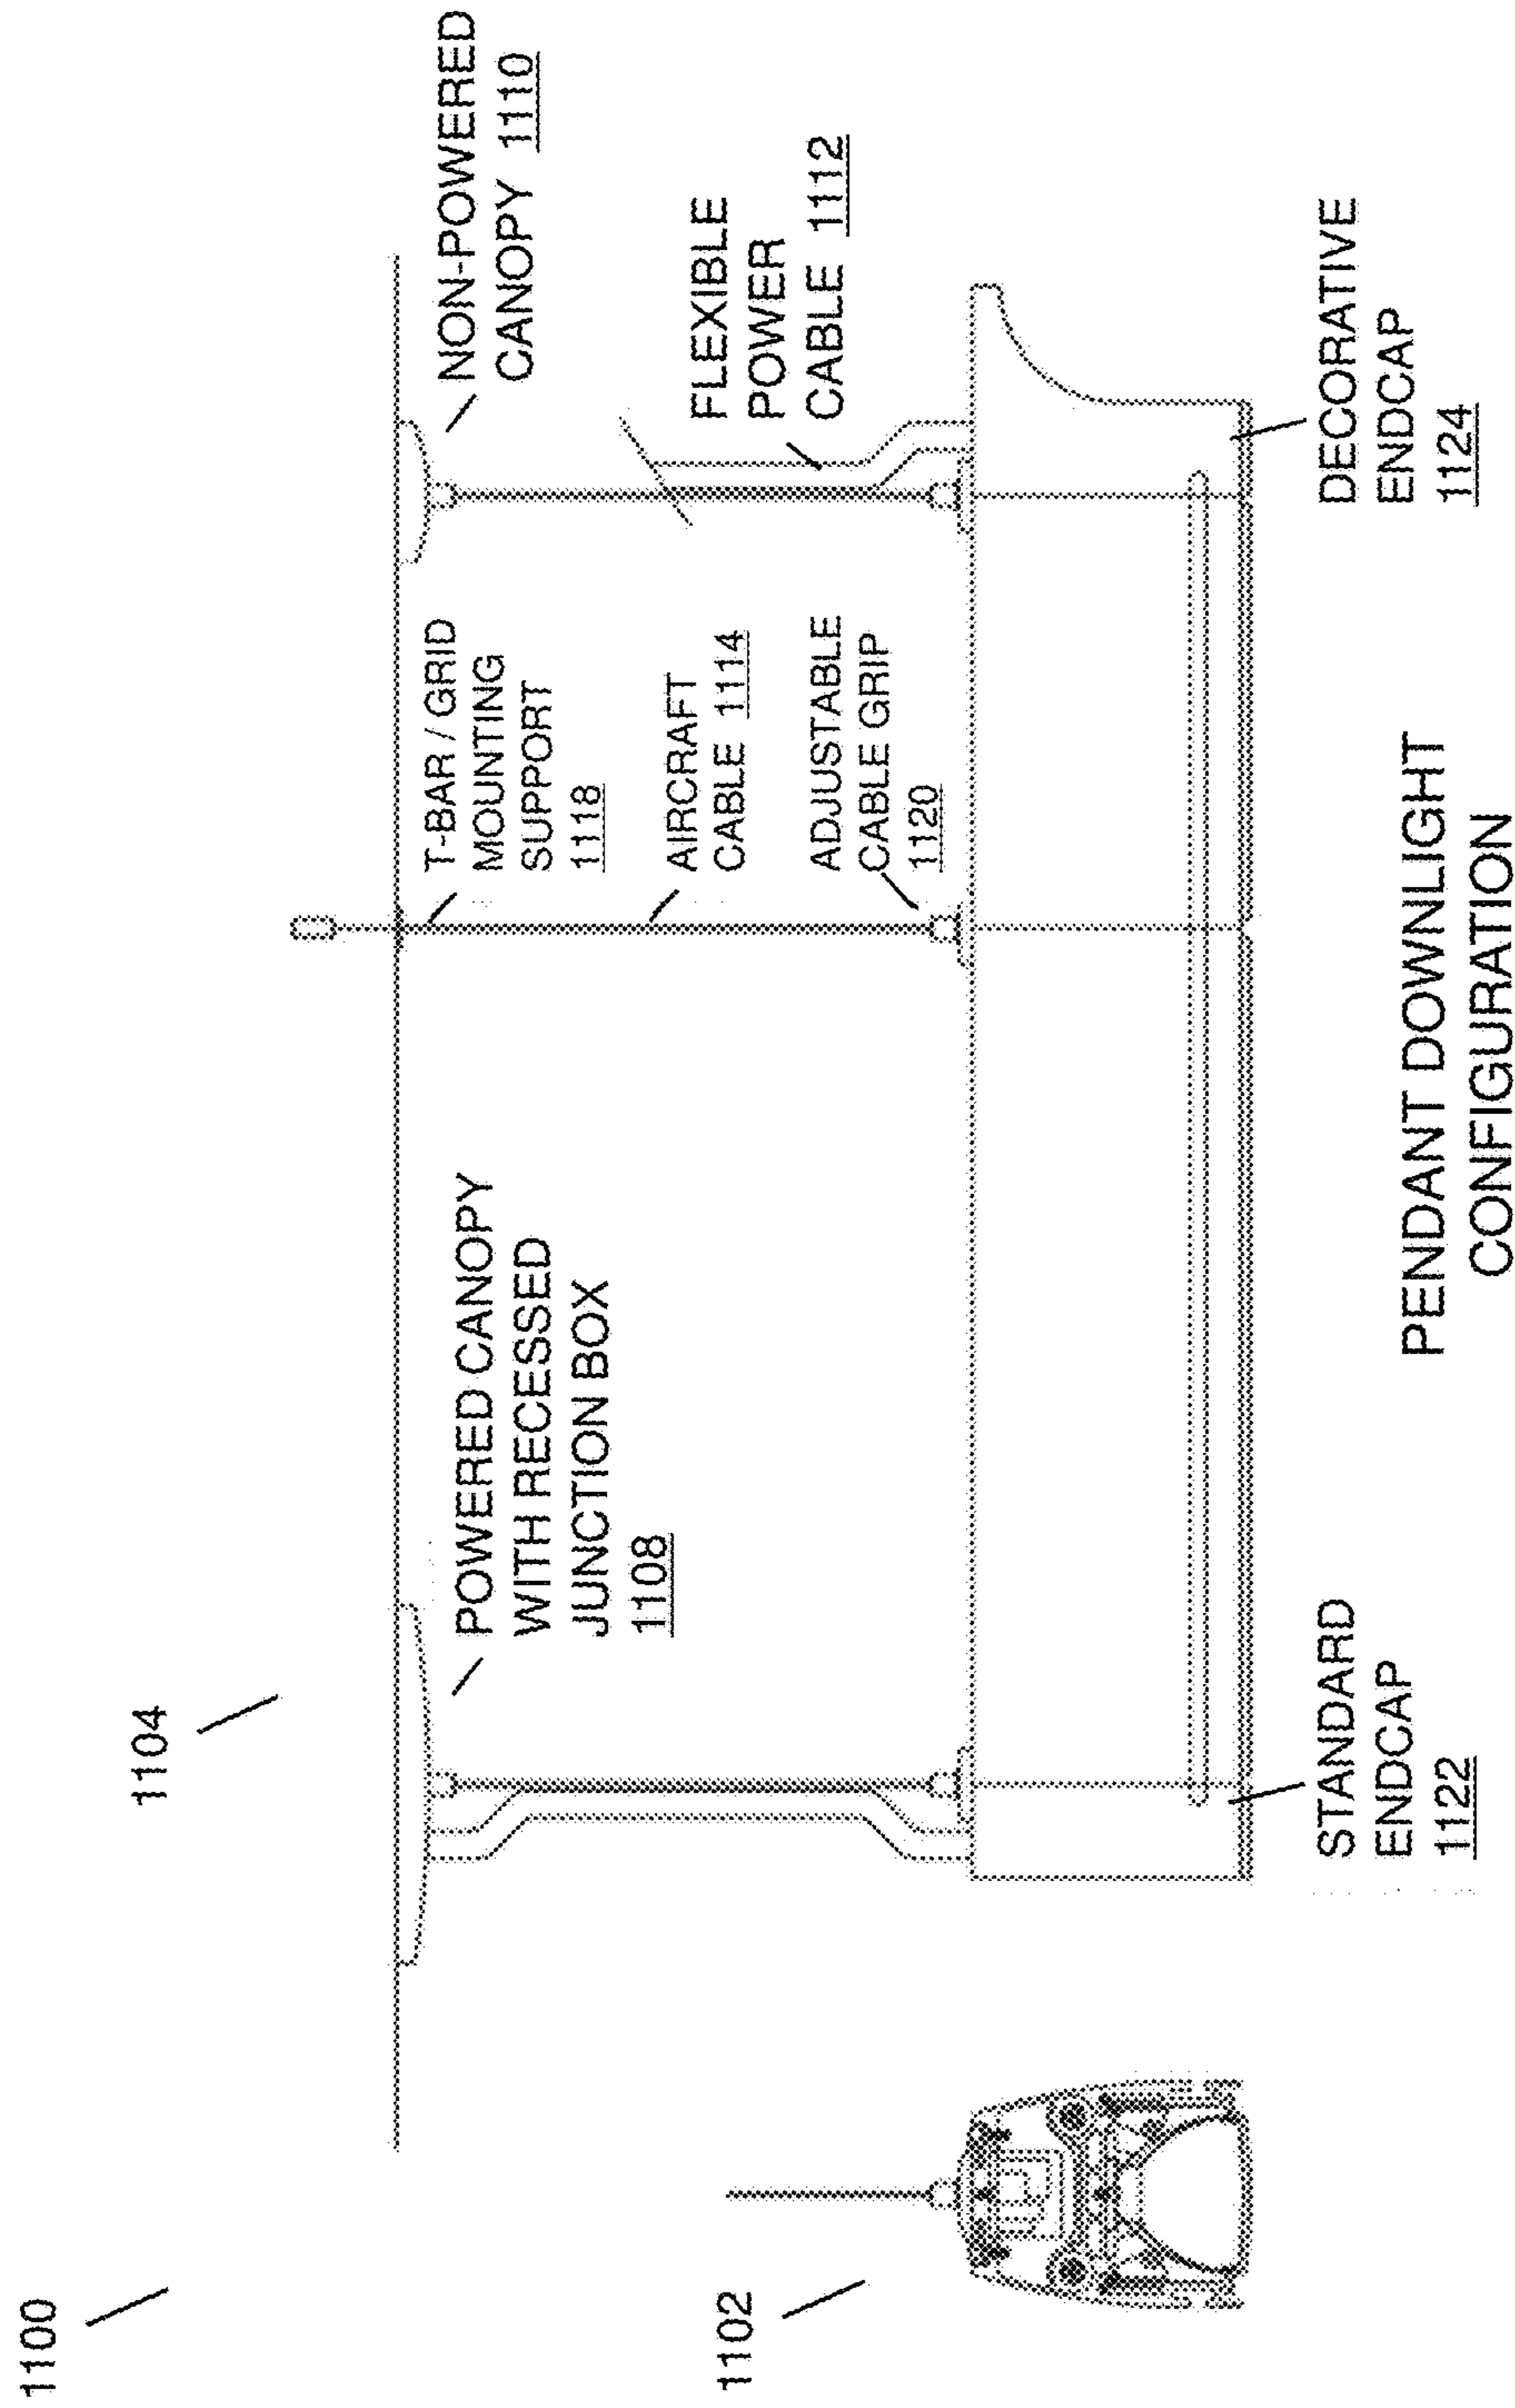 1100
1104
1102
POWERED CANOPY
WITH RECESSED
JUNCTION BOX
1108
T-BAR / GRID
MOUNTING
SUPPORT
1118
AIRCRAFT
CABLE 1114
ADJUSTABLE
CABLE GRIP
1120
NON-POWERED
CANOPY 1110
FLEXIBLE
POWER
CABLE 1112
STANDARD
ENDCAP
1122
DECORATIVE
ENDCAP
1124
PENDANT DOWNLIGHT
CONFIGURATION